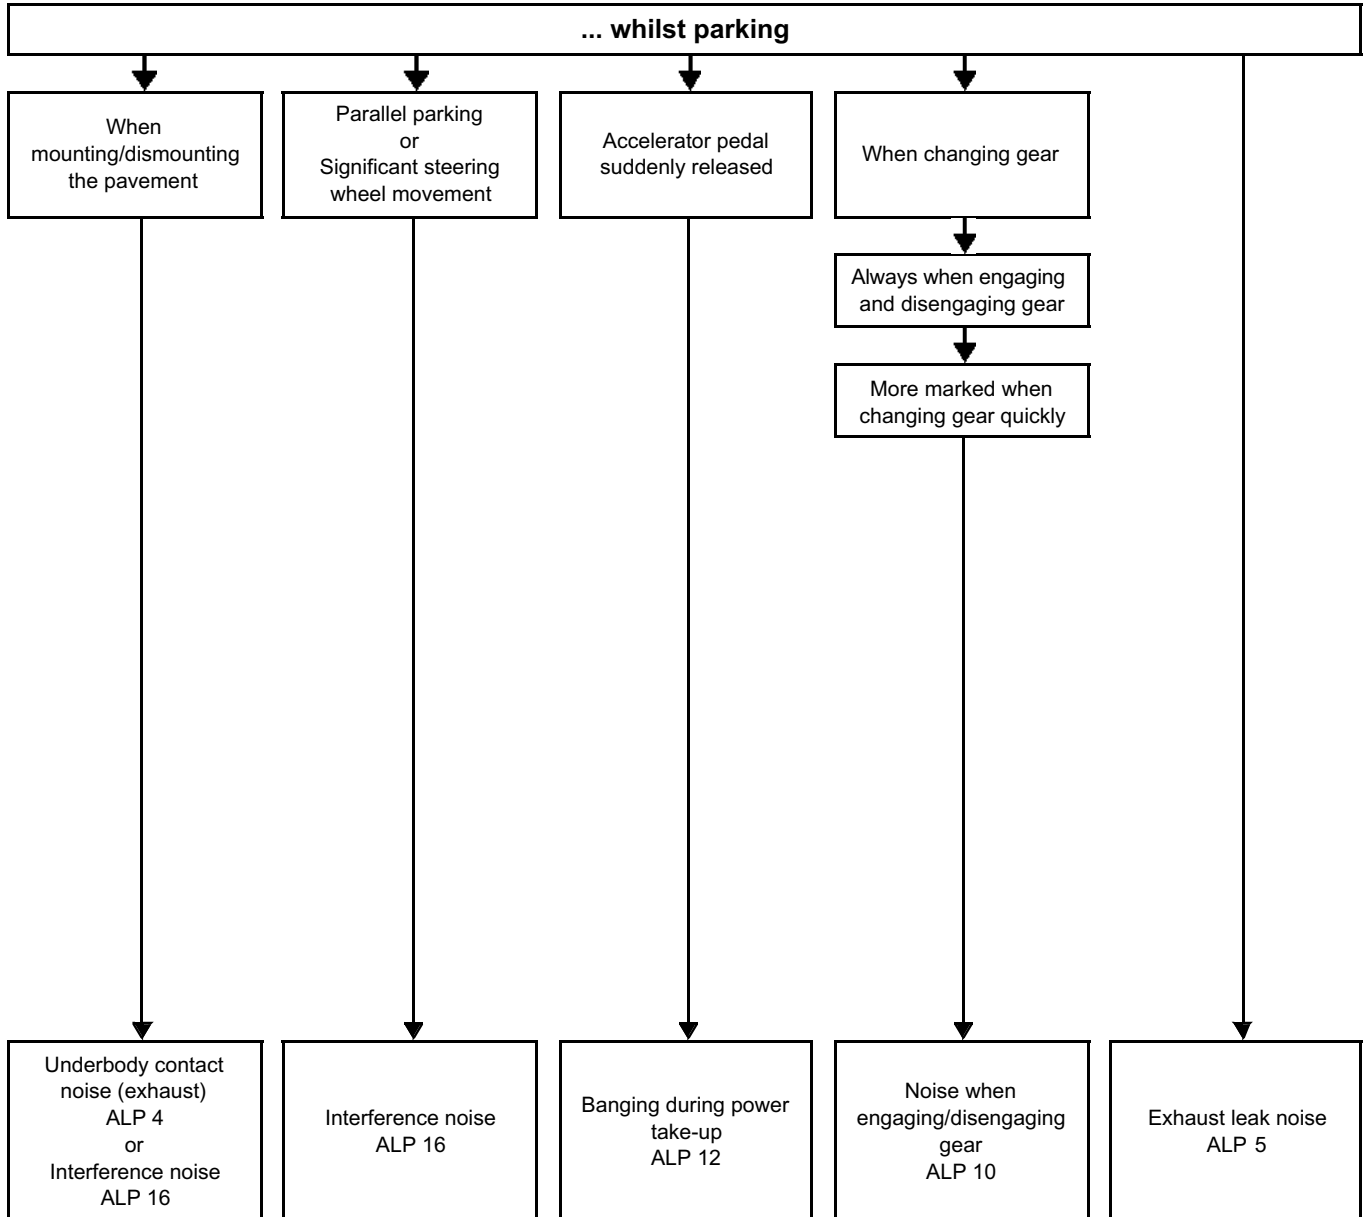 ... whilst parking
When
mounting/dismounting
the pavement
Parallel parking
or
Significant steering
wheel movement
Accelerator pedal
suddenly released
When changing gear
Always when engaging
and disengaging gear
More marked when
changing gear quickly
Underbody contact
noise (exhaust)
ALP 4
or
Interference noise
ALP 16
Interference noise
ALP 16
Banging during power
take-up
ALP 12
Noise when
engaging/disengaging
gear
ALP 10
Exhaust leak noise
ALP 5